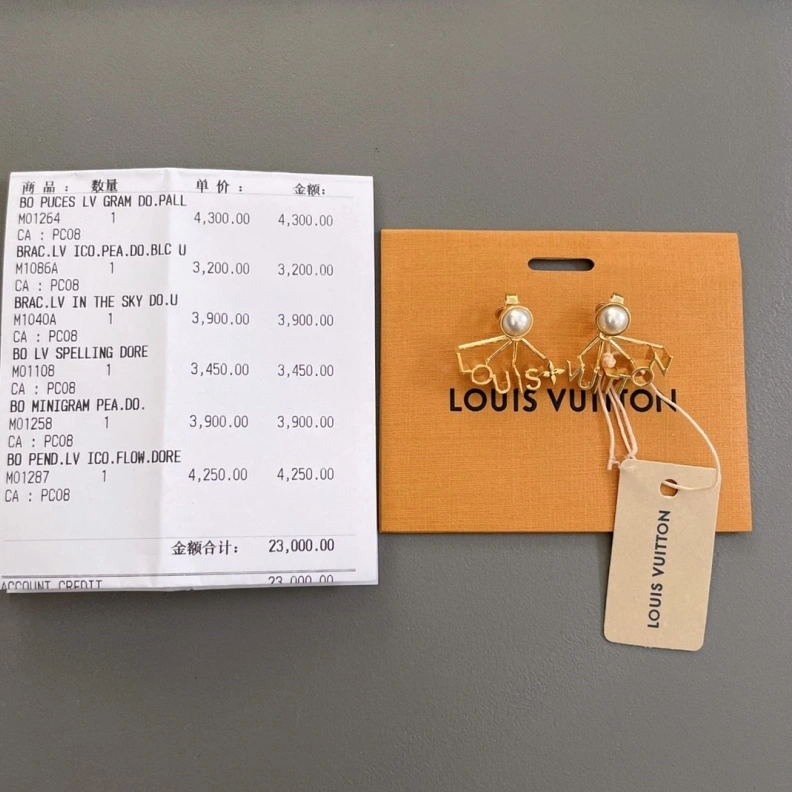 商品： 数量 单价： 金额:
BO PUCES LV GRAM DO.PALL
M01264 1 4,300.00 4,300.00
CA : PC08
BRAC.LV ICO.PEA.DO.BLC U
M1086A 1 3,200.00 3,200.00
CA : PC08
BRAC.LV IN THE SKY DO.U
M1040A 1 3,900.00 3,900.00
CA : PC08
BO LV SPELLING DORE
M01108 1 3,450.00 3,450.00
CA : PC08
BO MINIGRAM PEA.DO.
M01258 1 3,900.00 3,900.00
CA : PC08
BO PEND.LV ICO.FLOW.DORE
M01287 1 4,250.00 4,250.00
CA : PC08
金额合计: 23,000.00
ACCOUNT CREDIT 23,000.00
LOUIS VUITTON
LOUIS VUITTON
LOUIS VUITTON